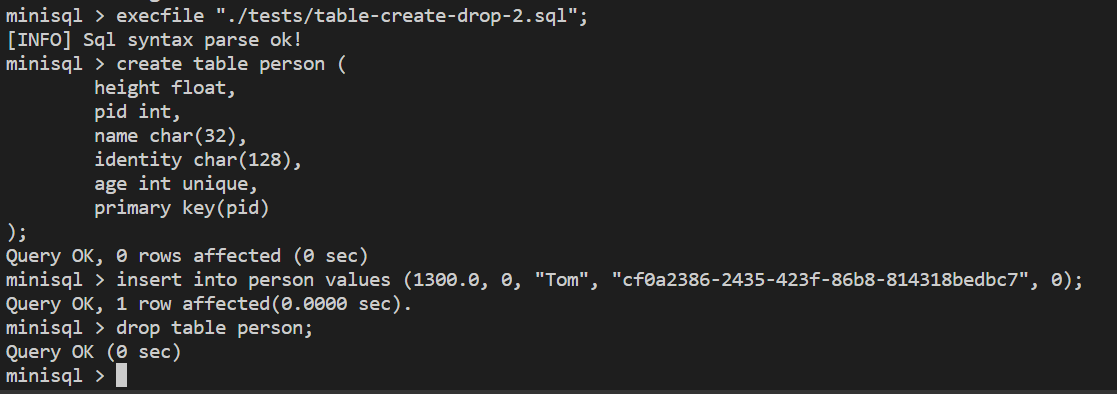 minisql > execfile "./tests/table-create-drop-2.sql";
[INFO] Sql syntax parse ok!
minisql > create table person (
        height float,
        pid int,
        name char(32),
        identity char(128),
        age int unique,
        primary key(pid)
);
Query OK, 0 rows affected (0 sec)
minisql > insert into person values (1300.0, 0, "Tom", "cf0a2386-2435-423f-86b8-814318bedbc7", 0);
Query OK, 1 row affected(0.0000 sec).
minisql > drop table person;
Query OK (0 sec)
minisql >